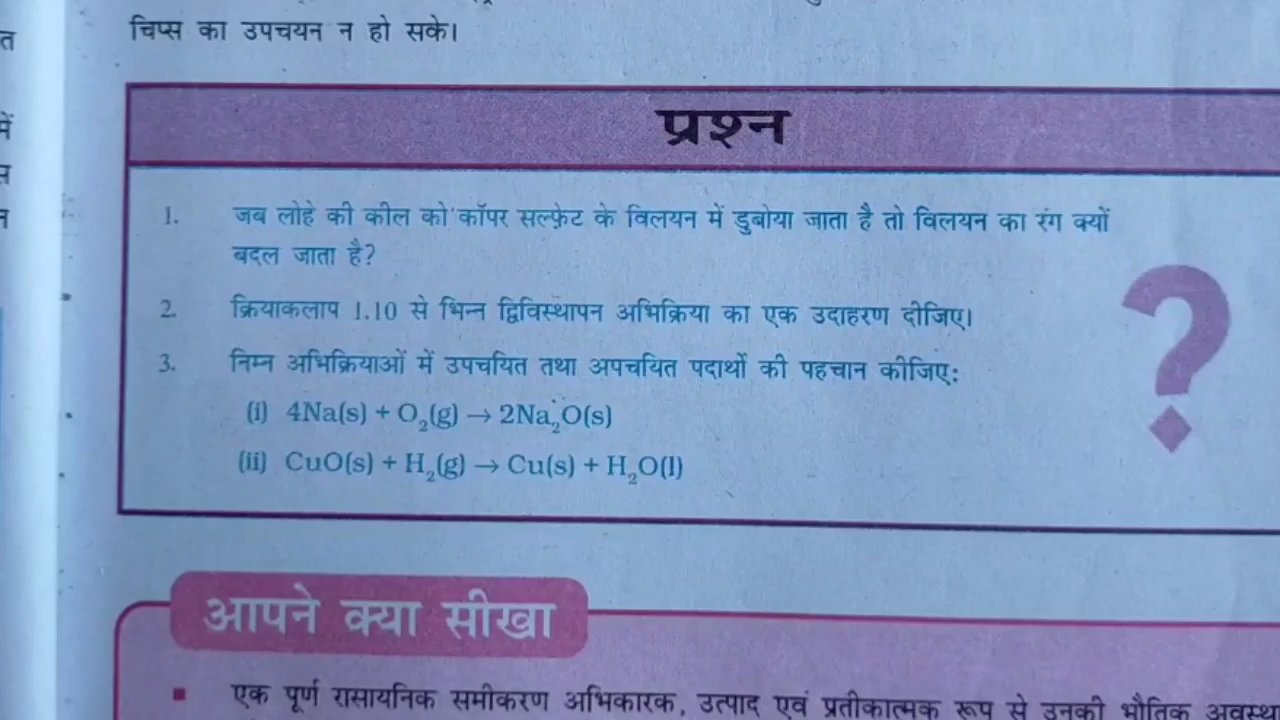 चिप्स का उपचयन न हो सके।
प्रश्न
1. जब लोहे की कील को कॉपर सल्फ़ेट के विलयन में डुबोया जाता है तो विलयन का रंग क्यों
बदल जाता है?
2. क्रियाकलाप 1.10 से भिन्न द्विविस्थापन अभिक्रिया का एक उदाहरण दीजिए।
3. निम्न अभिक्रियाओं में उपचयित तथा अपचयित पदार्थों की पहचान कीजिए:
(i) 4Na(s) + O₂(g) → 2Na₂O(s)
(ii) CuO(s) + H₂(g) → Cu(s) + H₂O(l)
?
आपने क्या सीखा
▪ एक पूर्ण रासायनिक समीकरण अभिकारक, उत्पाद एवं प्रतीकात्मक रूप से उनकी भौतिक